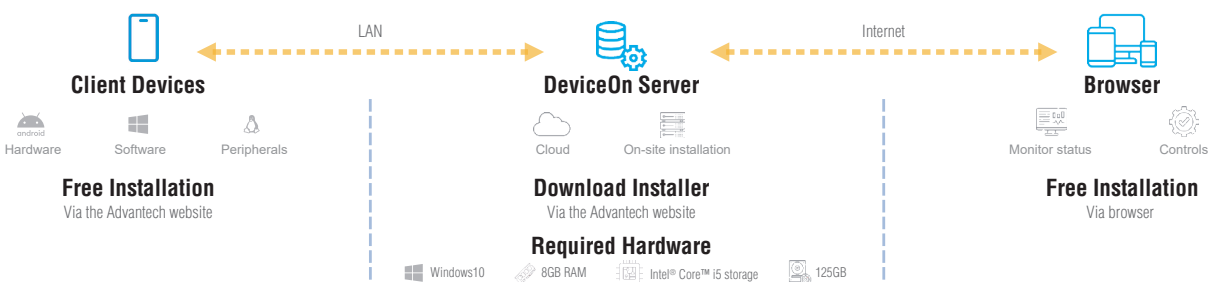 LAN
Internet
Client Devices
DeviceOn Server
Browser
android
Hardware
Software
Peripherals
Cloud
On-site installation
Monitor status
Controls
Free Installation
Via the Advantech website
Download Installer
Via the Advantech website
Free Installation
Via browser
Required Hardware
Windows10
8GB RAM
Intel® Core™ i5 storage
125GB